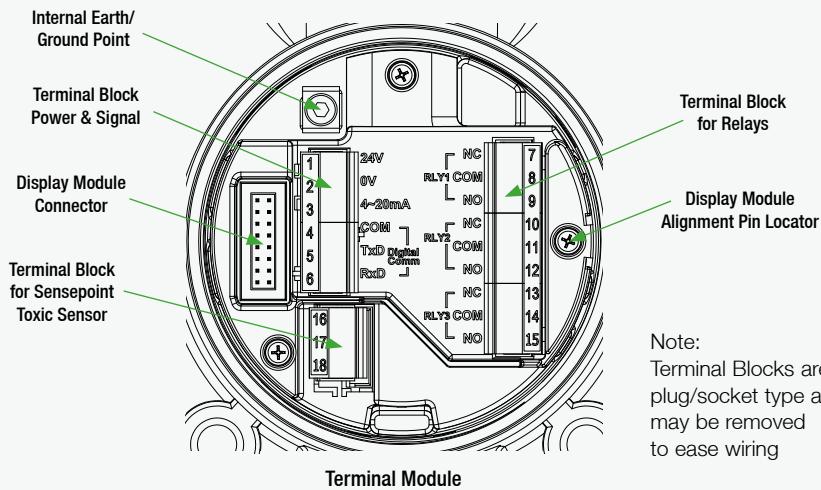 Internal Earth/
Ground Point
Terminal Block
Power & Signal
Display Module
Connector
Terminal Block
for Sensepoint
Toxic Sensor
1 24V
2 0V
3 4~20mA
4 COM
5 TxD Digital
Comm
6 RxD
16
17
18
NC 7
RLY1 COM 8
NO 9
NC 10
RLY2 COM 11
NO 12
NC 13
RLY3 COM 14
NO 15
Terminal Block
for Relays
Display Module
Alignment Pin Locator
Note:
Terminal Blocks are
plug/socket type a
may be removed
to ease wiring
Terminal Module